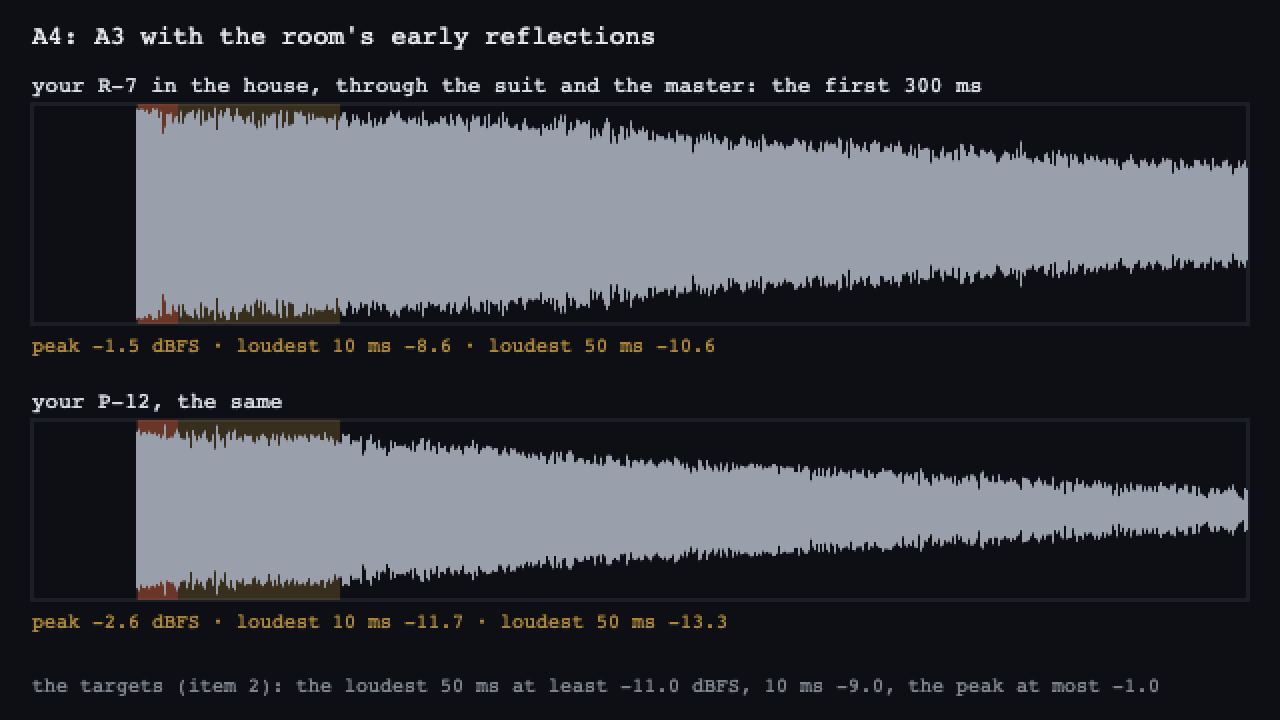 A4: A3 with the room's early reflections
your R-7 in the house, through the suit and the master: the first 300 ms
peak -1.5 dBFS · loudest 10 ms -8.6 · loudest 50 ms -10.6
your P-12, the same
peak -2.6 dBFS · loudest 10 ms -11.7 · loudest 50 ms -13.3
the targets (item 2): the loudest 50 ms at least -11.0 dBFS, 10 ms -9.0, the peak at most -1.0